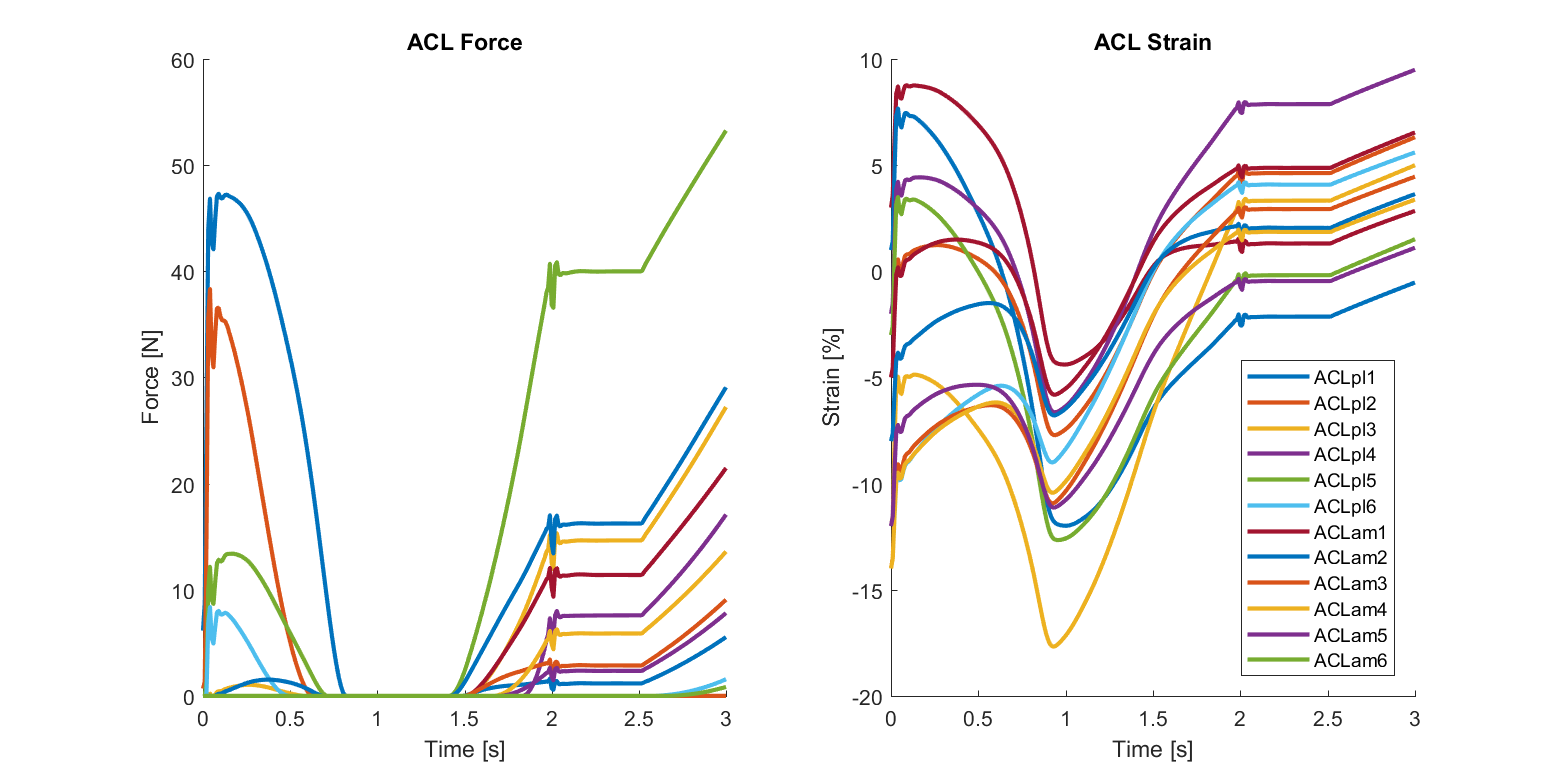 ACL Force
60
50
40
30
20
10
0
Force [N]
0 0.5 1 1.5 2 2.5 3
Time [s]
ACL Strain
10
5
0
-5
-10
-15
-20
Strain [%]
0 0.5 1 1.5 2 2.5 3
Time [s]
ACLpl1
ACLpl2
ACLpl3
ACLpl4
ACLpl5
ACLpl6
ACLam1
ACLam2
ACLam3
ACLam4
ACLam5
ACLam6